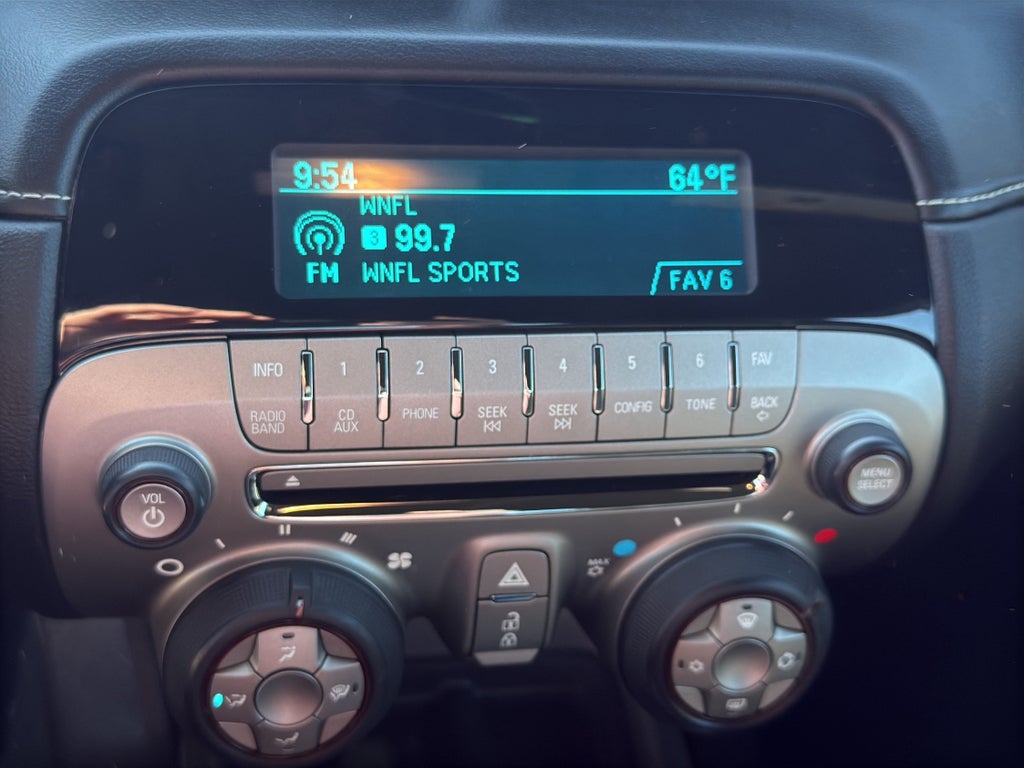 9:54
64°F
WNFL
3 99.7
FM
WNFL SPORTS
FAV 6
INFO
1
2
3
4
5
6
FAV
RADIO
BAND
CD
AUX
PHONE
SEEK
SEEK
CONFIG
TONE
BACK
VOL
MENU
SELECT
MAX